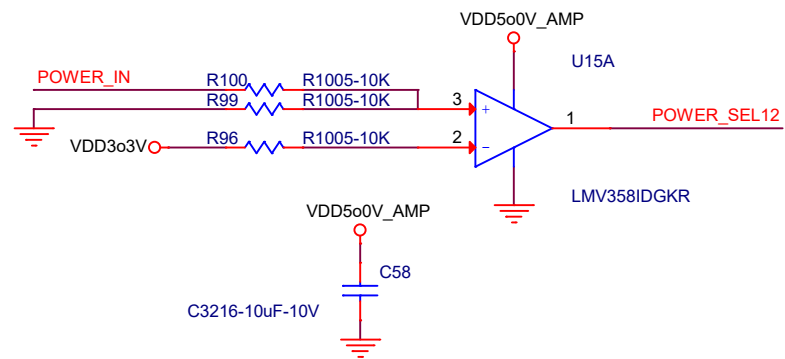 VDD5o0V_AMP
U15A
POWER_IN
R100 R1005-10K
R99 R1005-10K
3
+
1
POWER_SEL12
VDD3o3V
R96 R1005-10K
2
−
LMV358IDGKR
VDD5o0V_AMP
C58
C3216-10uF-10V